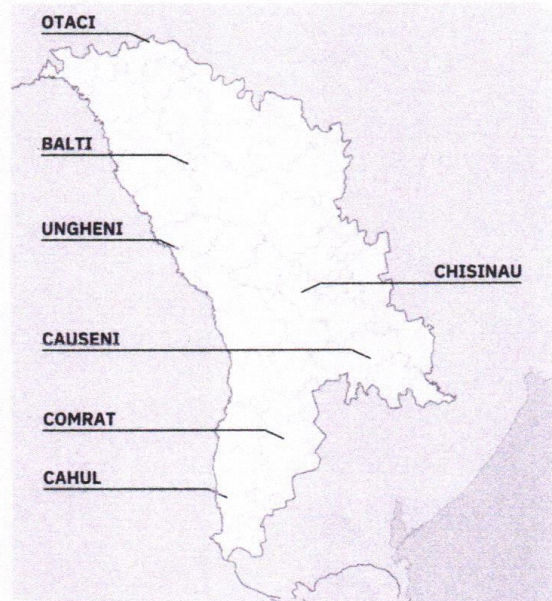 OTACI
BALTI
UNGHENI
CHISINAU
CAUSENI
COMRAT
CAHUL